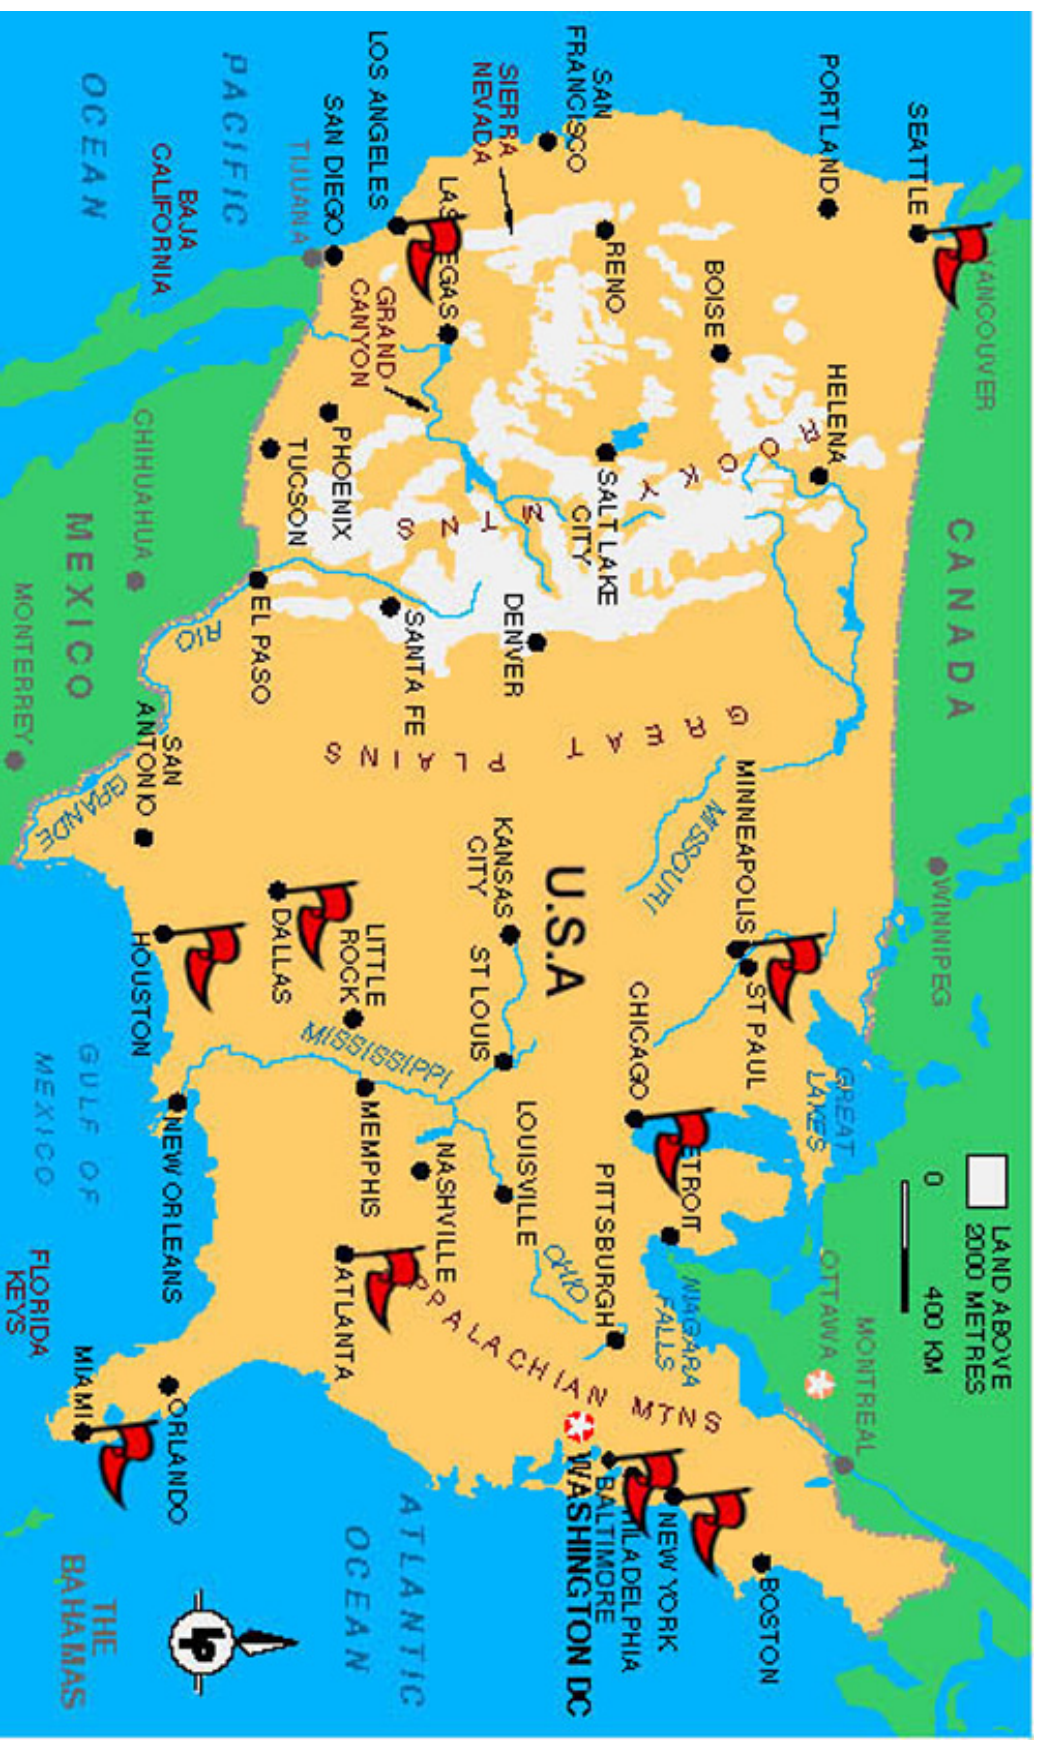 LAND ABOVE
2000 METRES
0 400 KM
VANCOUVER
CANADA
WINNIPEG
OTTAWA
MONTREAL
SEATTLE
PORTLAND
HELENA
BOISE
GREAT
LAKES
MINNEAPOLIS
ST PAUL
BOSTON
NIAGARA
FALLS
DETROIT
NEW YORK
CHICAGO
PITTSBURGH
PHILADELPHIA
BALTIMORE
WASHINGTON DC
SAN
FRANCISCO
RENO
SALT LAKE
CITY
ROCKY MTNS
SIERRA
NEVADA
DENVER
GREAT PLAINS
MISSOURI
U.S.A
KANSAS
CITY
ST LOUIS
LOUISVILLE
OHIO
APPALACHIAN MTNS
LAS VEGAS
GRAND
CANYON
LOS ANGELES
SAN DIEGO
TIJUANA
PHOENIX
TUCSON
SANTA FE
EL PASO
NASHVILLE
MEMPHIS
MISSISSIPPI
LITTLE
ROCK
DALLAS
ATLANTA
ATLANTIC
OCEAN
PACIFIC
OCEAN
BAJA
CALIFORNIA
CHIHUAHUA
MEXICO
MONTERREY
RIO
GRANDE
SAN
ANTONIO
HOUSTON
NEW ORLEANS
ORLANDO
MIAMI
GULF OF
MEXICO
FLORIDA
KEYS
THE
BAHAMAS
LP